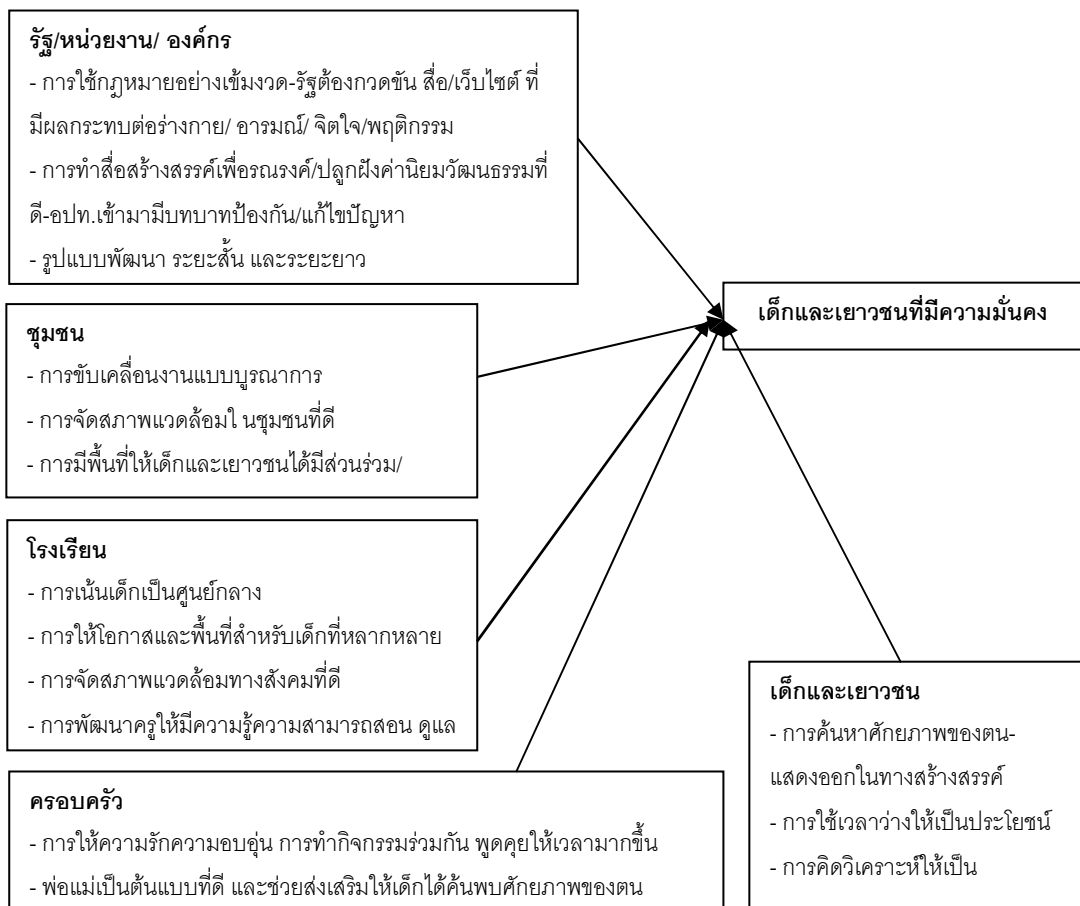 รัฐ/หน่วยงาน/ องค์กร
- การใช้กฎหมายอย่างเข้มงวด-รัฐต้องกวดขัน สื่อ/เว็บไซต์ ที่
มีผลกระทบต่อร่างกาย/ อารมณ์/ จิตใจ/พฤติกรรม
- การทำสื่อสร้างสรรค์เพื่อรณรงค์/ปลูกฝังค่านิยมวัฒนธรรมที่
ดี-อปท.เข้ามามีบทบาทป้องกัน/แก้ไขปัญหา
- รูปแบบพัฒนา ระยะสั้น และระยะยาว
เด็กและเยาวชนที่มีความมั่นคง
ชุมชน
- การขับเคลื่อนงานแบบบูรณาการ
- การจัดสภาพแวดล้อมใ นชุมชนที่ดี
- การมีพื้นที่ให้เด็กและเยาวชนได้มีส่วนร่วม/
โรงเรียน
- การเน้นเด็กเป็นศูนย์กลาง
- การให้โอกาสและพื้นที่สำหรับเด็กที่หลากหลาย
- การจัดสภาพแวดล้อมทางสังคมที่ดี
- การพัฒนาครูให้มีความรู้ความสามารถสอน ดูแล
เด็กและเยาวชน
- การค้นหาศักยภาพของตน-
แสดงออกในทางสร้างสรรค์
- การใช้เวลาว่างให้เป็นประโยชน์
- การคิดวิเคราะห์ให้เป็น
ครอบครัว
- การให้ความรักความอบอุ่น การทำกิจกรรมร่วมกัน พูดคุยให้เวลามากขึ้น
- พ่อแม่เป็นต้นแบบที่ดี และช่วยส่งเสริมให้เด็กได้ค้นพบศักยภาพของตน